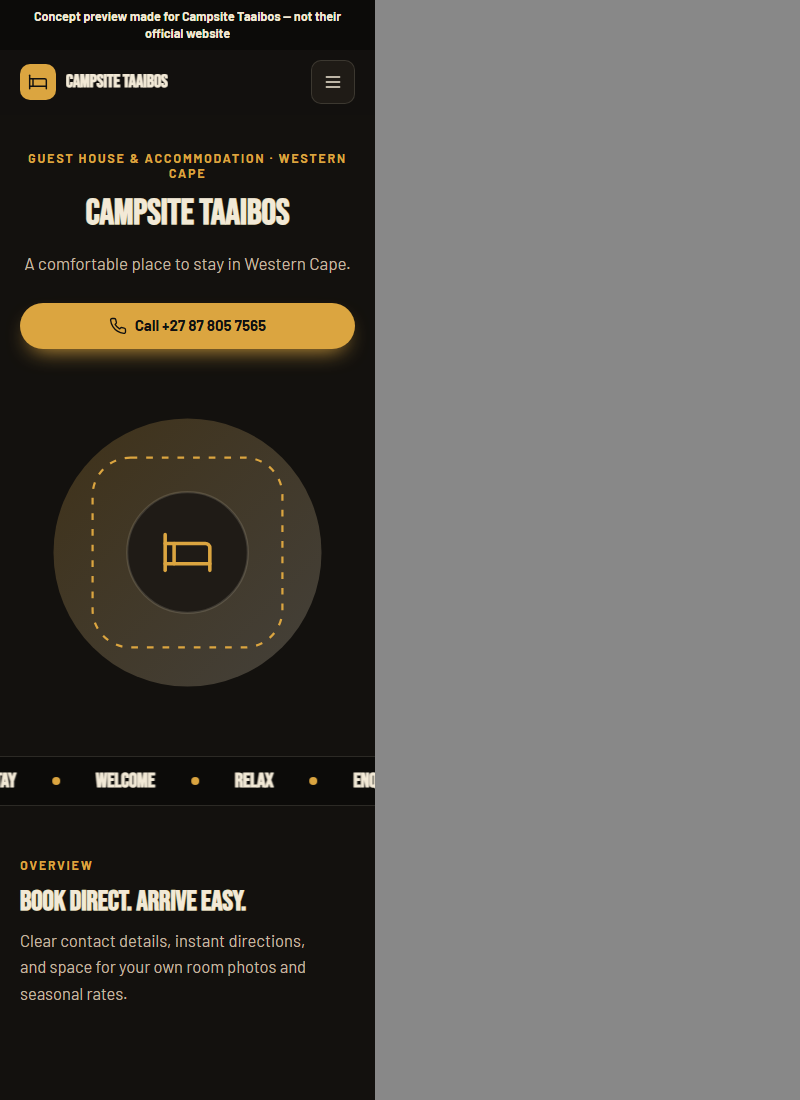 Concept preview made for Campsite Taaibos — not their
official website
CAMPSITE TAAIBOS
GUEST HOUSE & ACCOMMODATION · WESTERN
CAPE
CAMPSITE TAAIBOS
A comfortable place to stay in Western Cape.
Call +27 87 805 7565
WELCOME • RELAX •
OVERVIEW
BOOK DIRECT. ARRIVE EASY.
Clear contact details, instant directions,
and space for your own room photos and
seasonal rates.